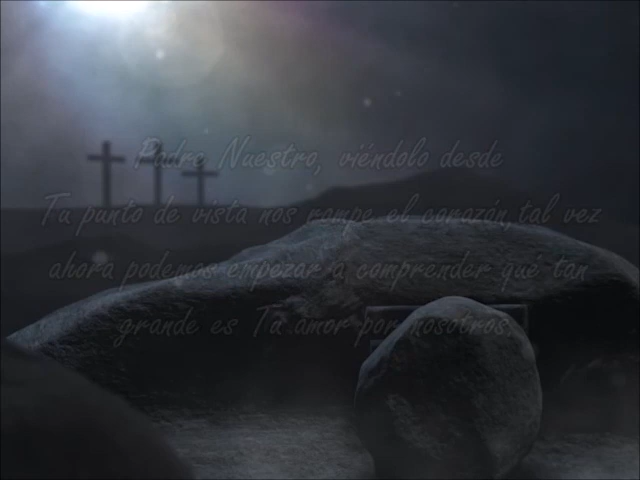 Padre Nuestro, viéndolo desde
Tu punto de vista nos rompe el corazón tal vez
ahora podemos empezar a comprender qué tan
grande es Tu amor por nosotros